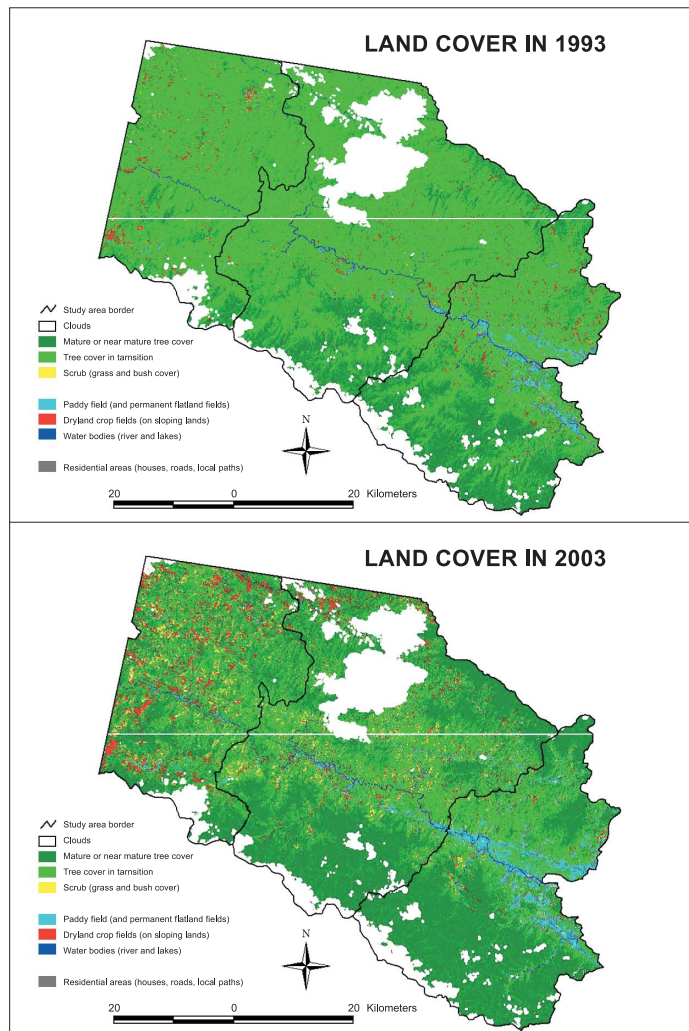 LAND COVER IN 1993
Study area border
Clouds
Mature or near mature tree cover
Tree cover in tarnsition
Scrub (grass and bush cover)
Paddy field (and permanent flatland fields)
Dryland crop fields (on sloping lands)
Water bodies (river and lakes)
Residential areas (houses, roads, local paths)
N
20 0 20 Kilometers
LAND COVER IN 2003
Study area border
Clouds
Mature or near mature tree cover
Tree cover in tarnsition
Scrub (grass and bush cover)
Paddy field (and permanent flatland fields)
Dryland crop fields (on sloping lands)
Water bodies (river and lakes)
Residential areas (houses, roads, local paths)
N
20 0 20 Kilometers